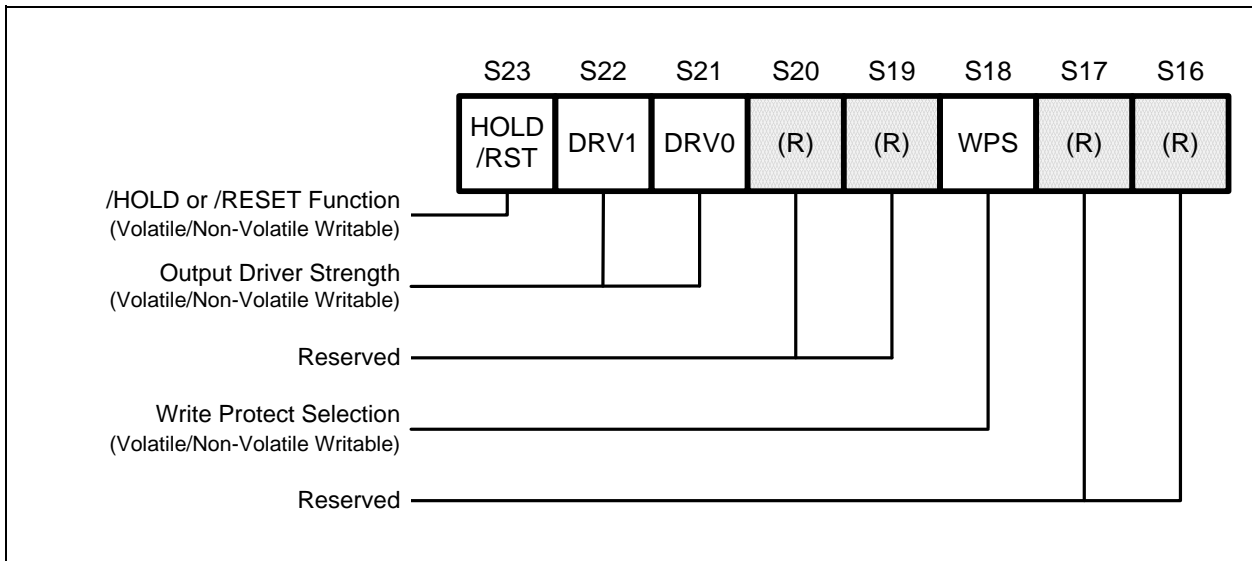 S23 S22 S21 S20 S19 S18 S17 S16
HOLD
/RST
DRV1 DRV0 (R) (R) WPS (R) (R)
/HOLD or /RESET Function
(Volatile/Non-Volatile Writable)
Output Driver Strength
(Volatile/Non-Volatile Writable)
Reserved
Write Protect Selection
(Volatile/Non-Volatile Writable)
Reserved